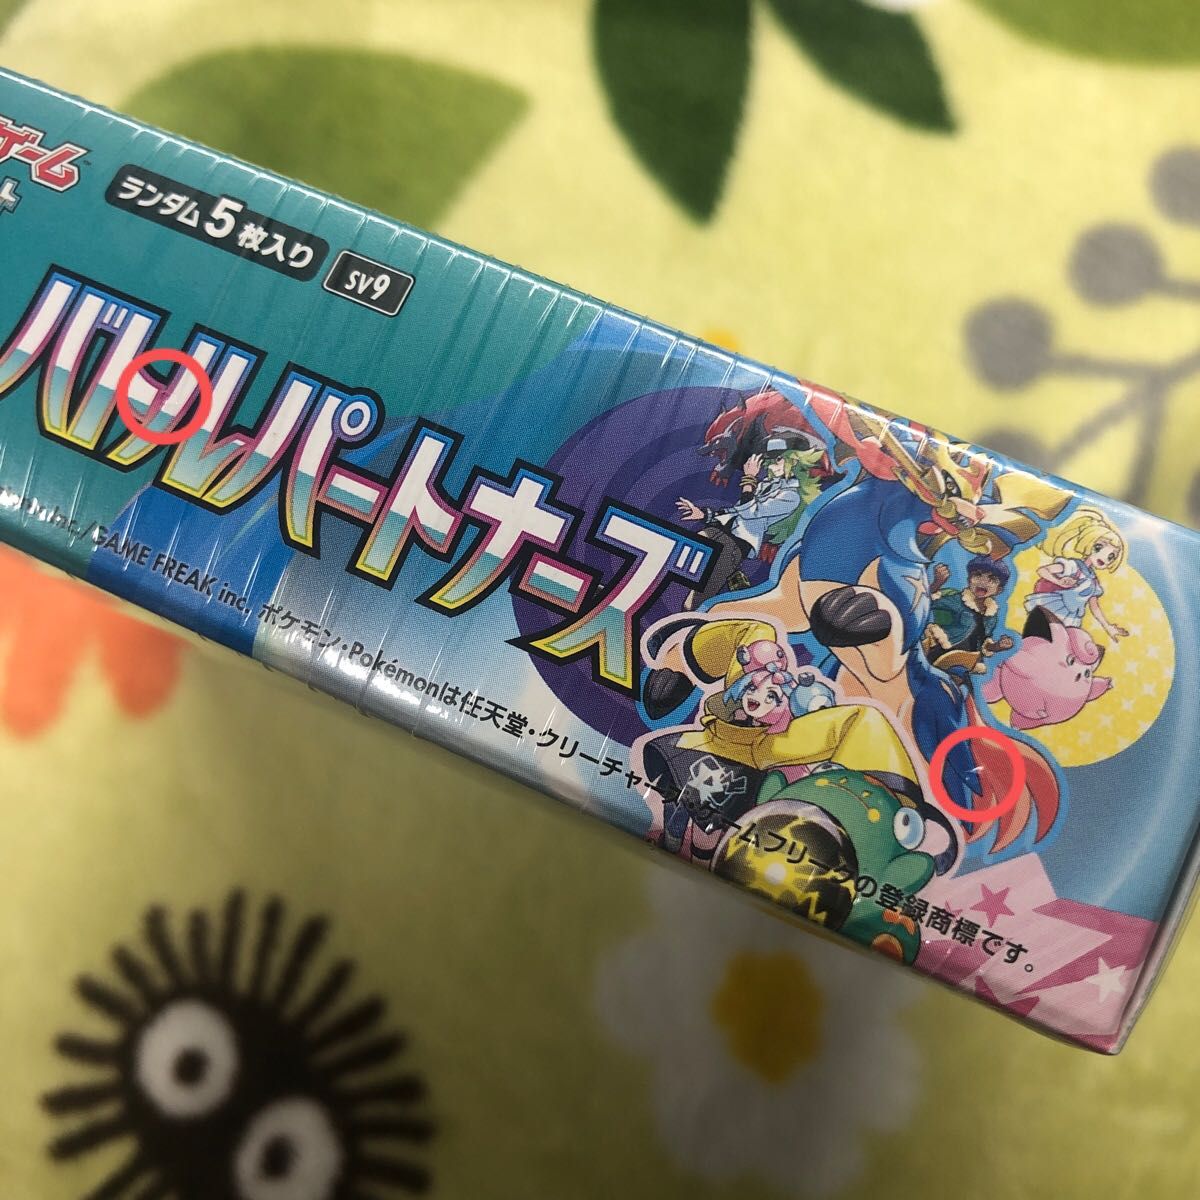 ゲーム
ランダム5枚入り
SV9
バトルパートナーズ
Inc./GAME FREAK inc. ポケモン・Pokémonは任天堂・クリーチャーズ・ゲームフリークの登録商標です。